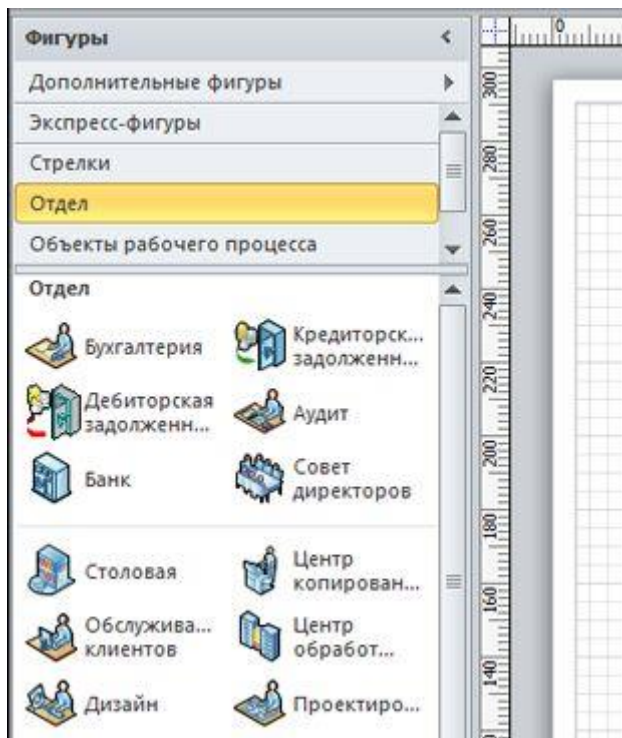 Фигуры
Дополнительные фигуры
Экспресс-фигуры
Стрелки
Отдел
Объекты рабочего процесса
Отдел
Бухгалтерия
Кредиторск...
задолженн...
Дебиторская
задолженн...
Аудит
Банк
Совет
директоров
Столовая
Центр
копирован...
Обслужива...
клиентов
Центр
обработ...
Дизайн
Проектиро...
0
300
280
260
240
220
200
180
160
140